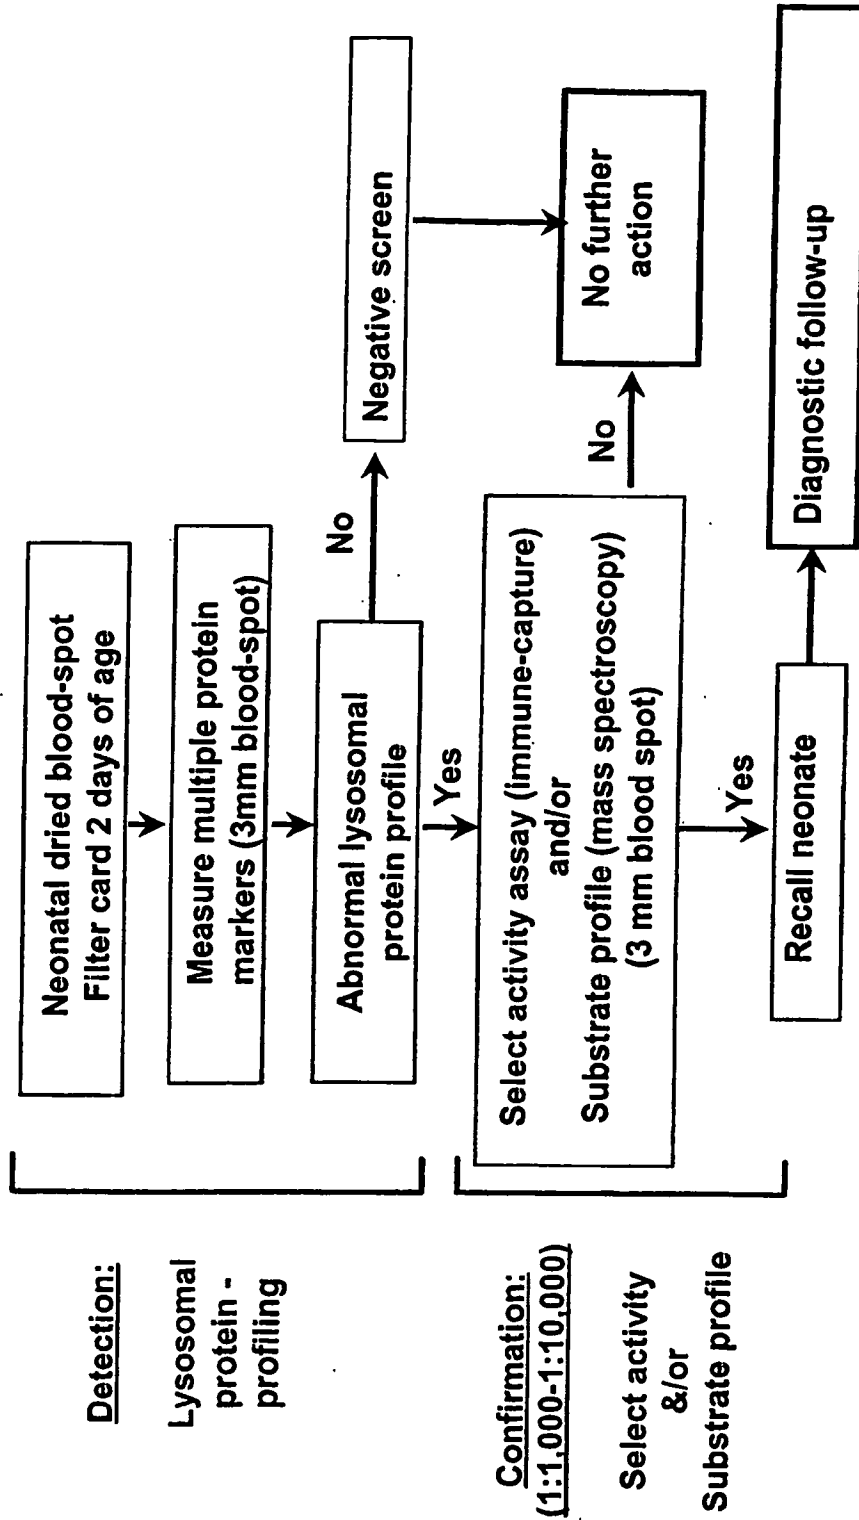 Detection:
Lysosomal
protein -
profiling
Neonatal dried blood-spot
Filter card 2 days of age
Measure multiple protein
markers (3mm blood-spot)
Abnormal lysosomal
protein profile
No
Negative screen
Yes
Confirmation:
(1:1,000-1:10,000)
Select activity
&/or
Substrate profile
Select activity assay (immune-capture)
and/or
Substrate profile (mass spectroscopy)
(3 mm blood spot)
No
No further
action
Yes
Recall neonate
Diagnostic follow-up